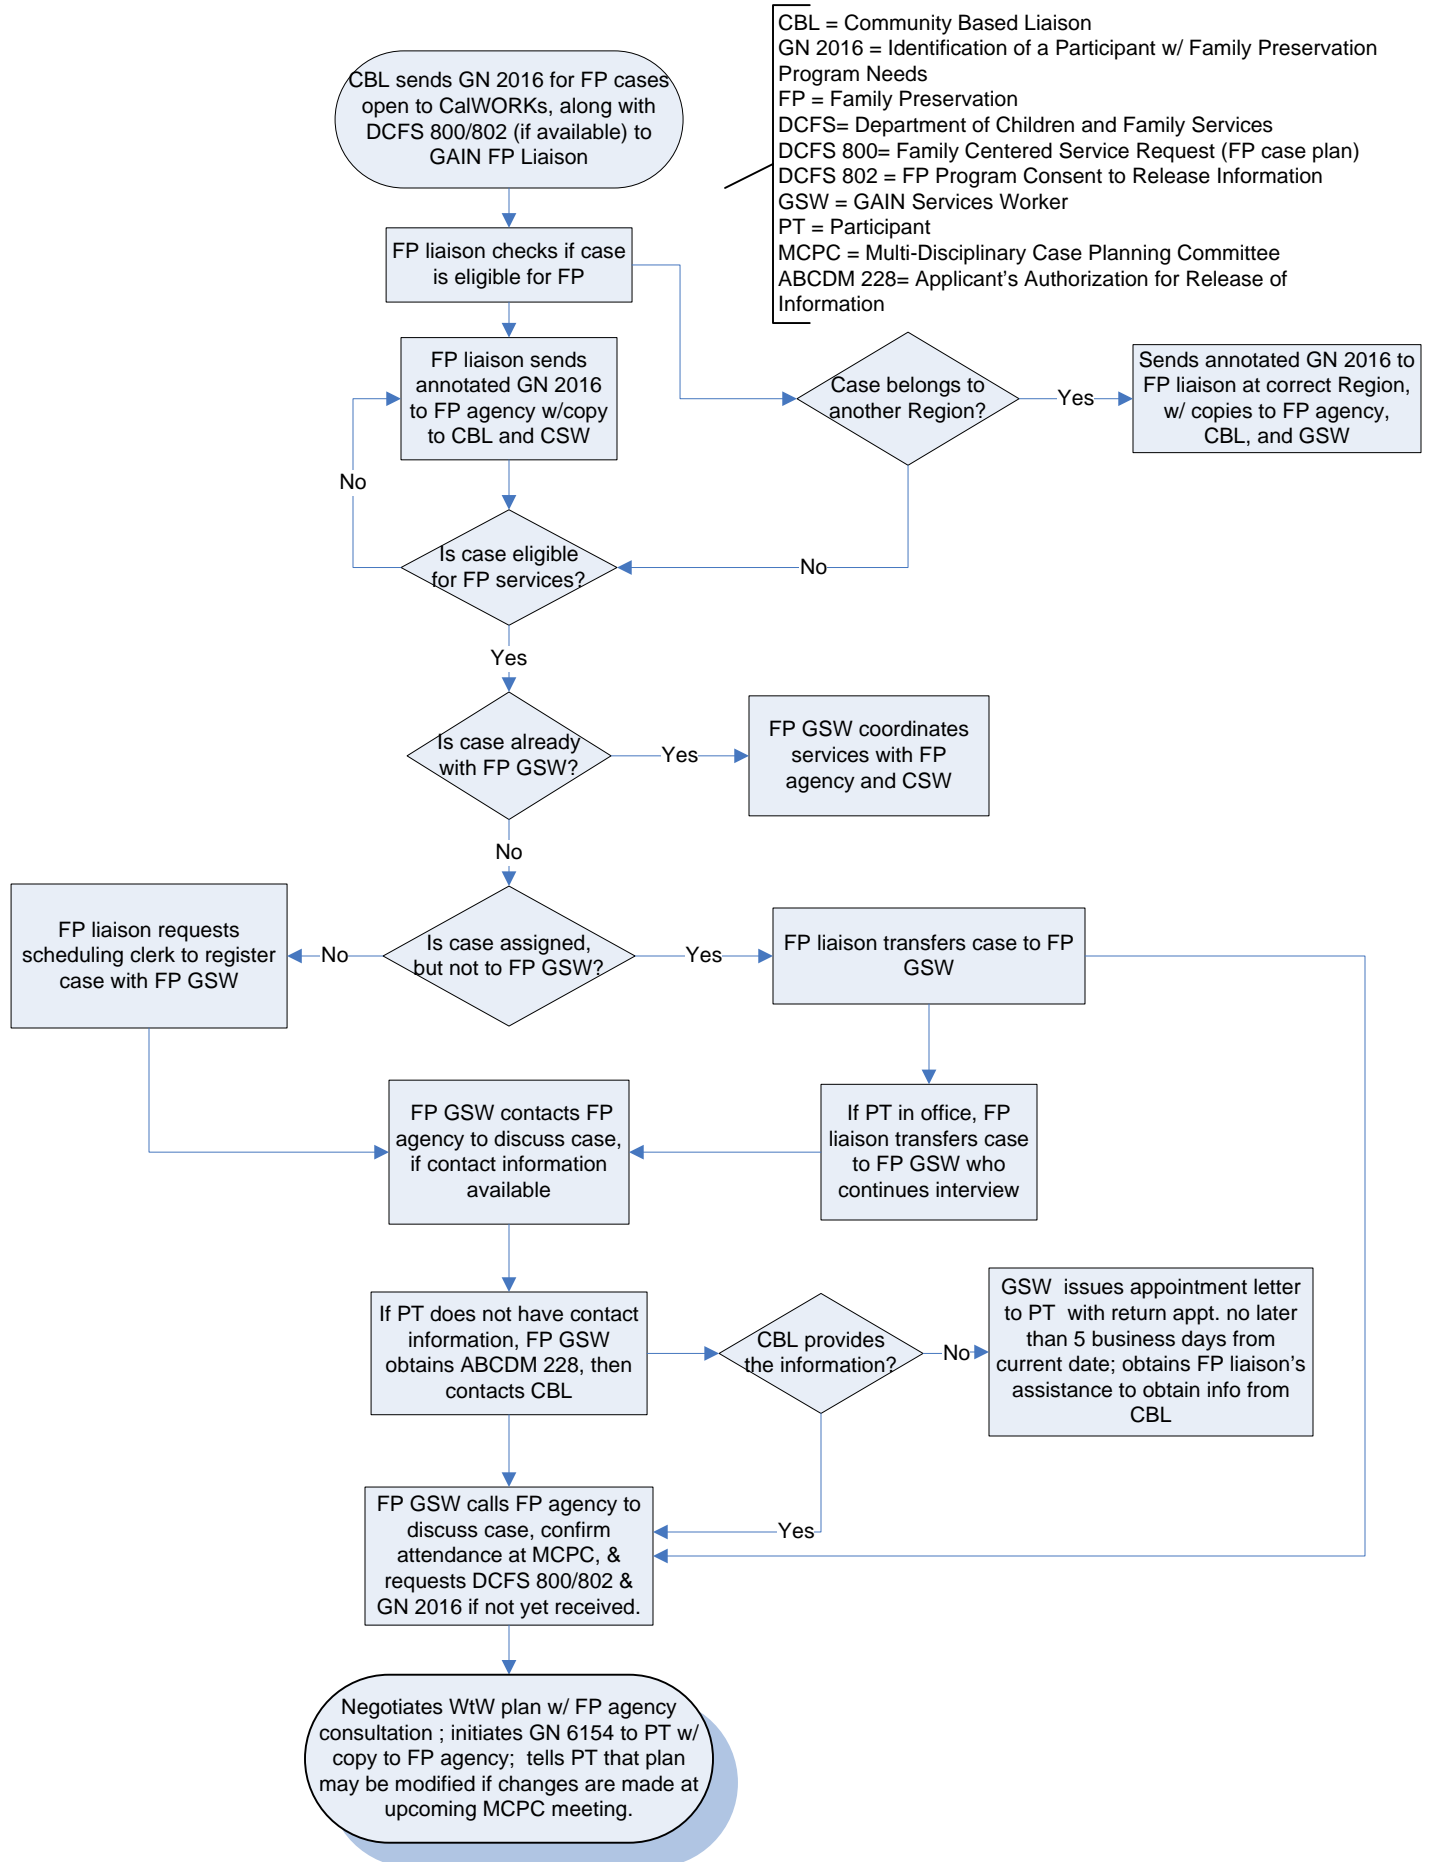 CBL = Community Based Liaison
GN 2016 = Identification of a Participant w/ Family Preservation
Program Needs
FP = Family Preservation
DCFS= Department of Children and Family Services
DCFS 800= Family Centered Service Request (FP case plan)
DCFS 802 = FP Program Consent to Release Information
GSW = GAIN Services Worker
PT = Participant
MCPC = Multi-Disciplinary Case Planning Committee
ABCDM 228= Applicant's Authorization for Release of
Information
CBL sends GN 2016 for FP cases
open to CalWORKs, along with
DCFS 800/802 (if available) to
GAIN FP Liaison
FP liaison checks if case
is eligible for FP
FP liaison sends
annotated GN 2016
to FP agency w/copy
to CBL and CSW
Case belongs to
another Region?
Yes
Sends annotated GN 2016 to
FP liaison at correct Region,
w/ copies to FP agency,
CBL, and GSW
No
Is case eligible
for FP services?
No
Yes
Is case already
with FP GSW?
Yes
FP GSW coordinates
services with FP
agency and CSW
No
FP liaison requests
scheduling clerk to register
case with FP GSW
No
Is case assigned,
but not to FP GSW?
Yes
FP liaison transfers case to FP
GSW
FP GSW contacts FP
agency to discuss case,
if contact information
available
If PT in office, FP
liaison transfers case
to FP GSW who
continues interview
If PT does not have contact
information, FP GSW
obtains ABCDM 228, then
contacts CBL
CBL provides
the information?
No
GSW  issues appointment letter
to PT  with return appt. no later
than 5 business days from
current date; obtains FP liaison's
assistance to obtain info from
CBL
Yes
FP GSW calls FP agency to
discuss case, confirm
attendance at MCPC, &
requests DCFS 800/802 &
GN 2016 if not yet received.
Negotiates WtW plan w/ FP agency
consultation ; initiates GN 6154 to PT w/
copy to FP agency;  tells PT that plan
may be modified if changes are made at
upcoming MCPC meeting.